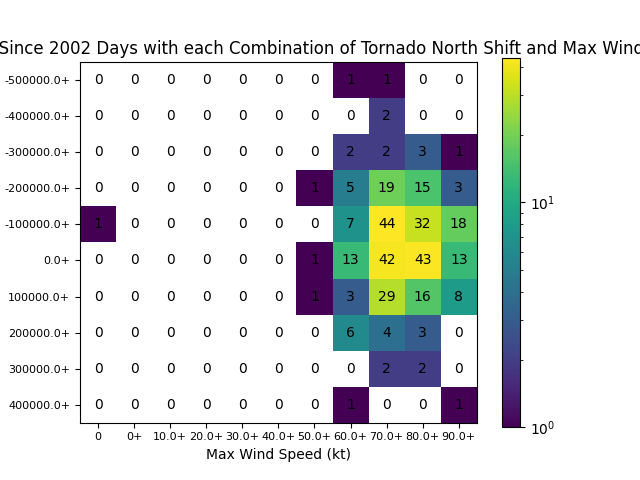 Since 2002 Days with each Combination of Tornado North Shift and Max Wind
-500000.0+ 0 0 0 0 0 0 0 1 1 0 0
-400000.0+ 0 0 0 0 0 0 0 0 2 0 0
-300000.0+ 0 0 0 0 0 0 0 2 2 3 1
-200000.0+ 0 0 0 0 0 0 1 5 19 15 3
-100000.0+ 1 0 0 0 0 0 0 7 44 32 18
0.0+ 0 0 0 0 0 0 1 13 42 43 13
100000.0+ 0 0 0 0 0 0 1 3 29 16 8
200000.0+ 0 0 0 0 0 0 0 6 4 3 0
300000.0+ 0 0 0 0 0 0 0 0 2 2 0
400000.0+ 0 0 0 0 0 0 0 1 0 0 1
0 0+ 10.0+ 20.0+ 30.0+ 40.0+ 50.0+ 60.0+ 70.0+ 80.0+ 90.0+
Max Wind Speed (kt)
10¹
10⁰